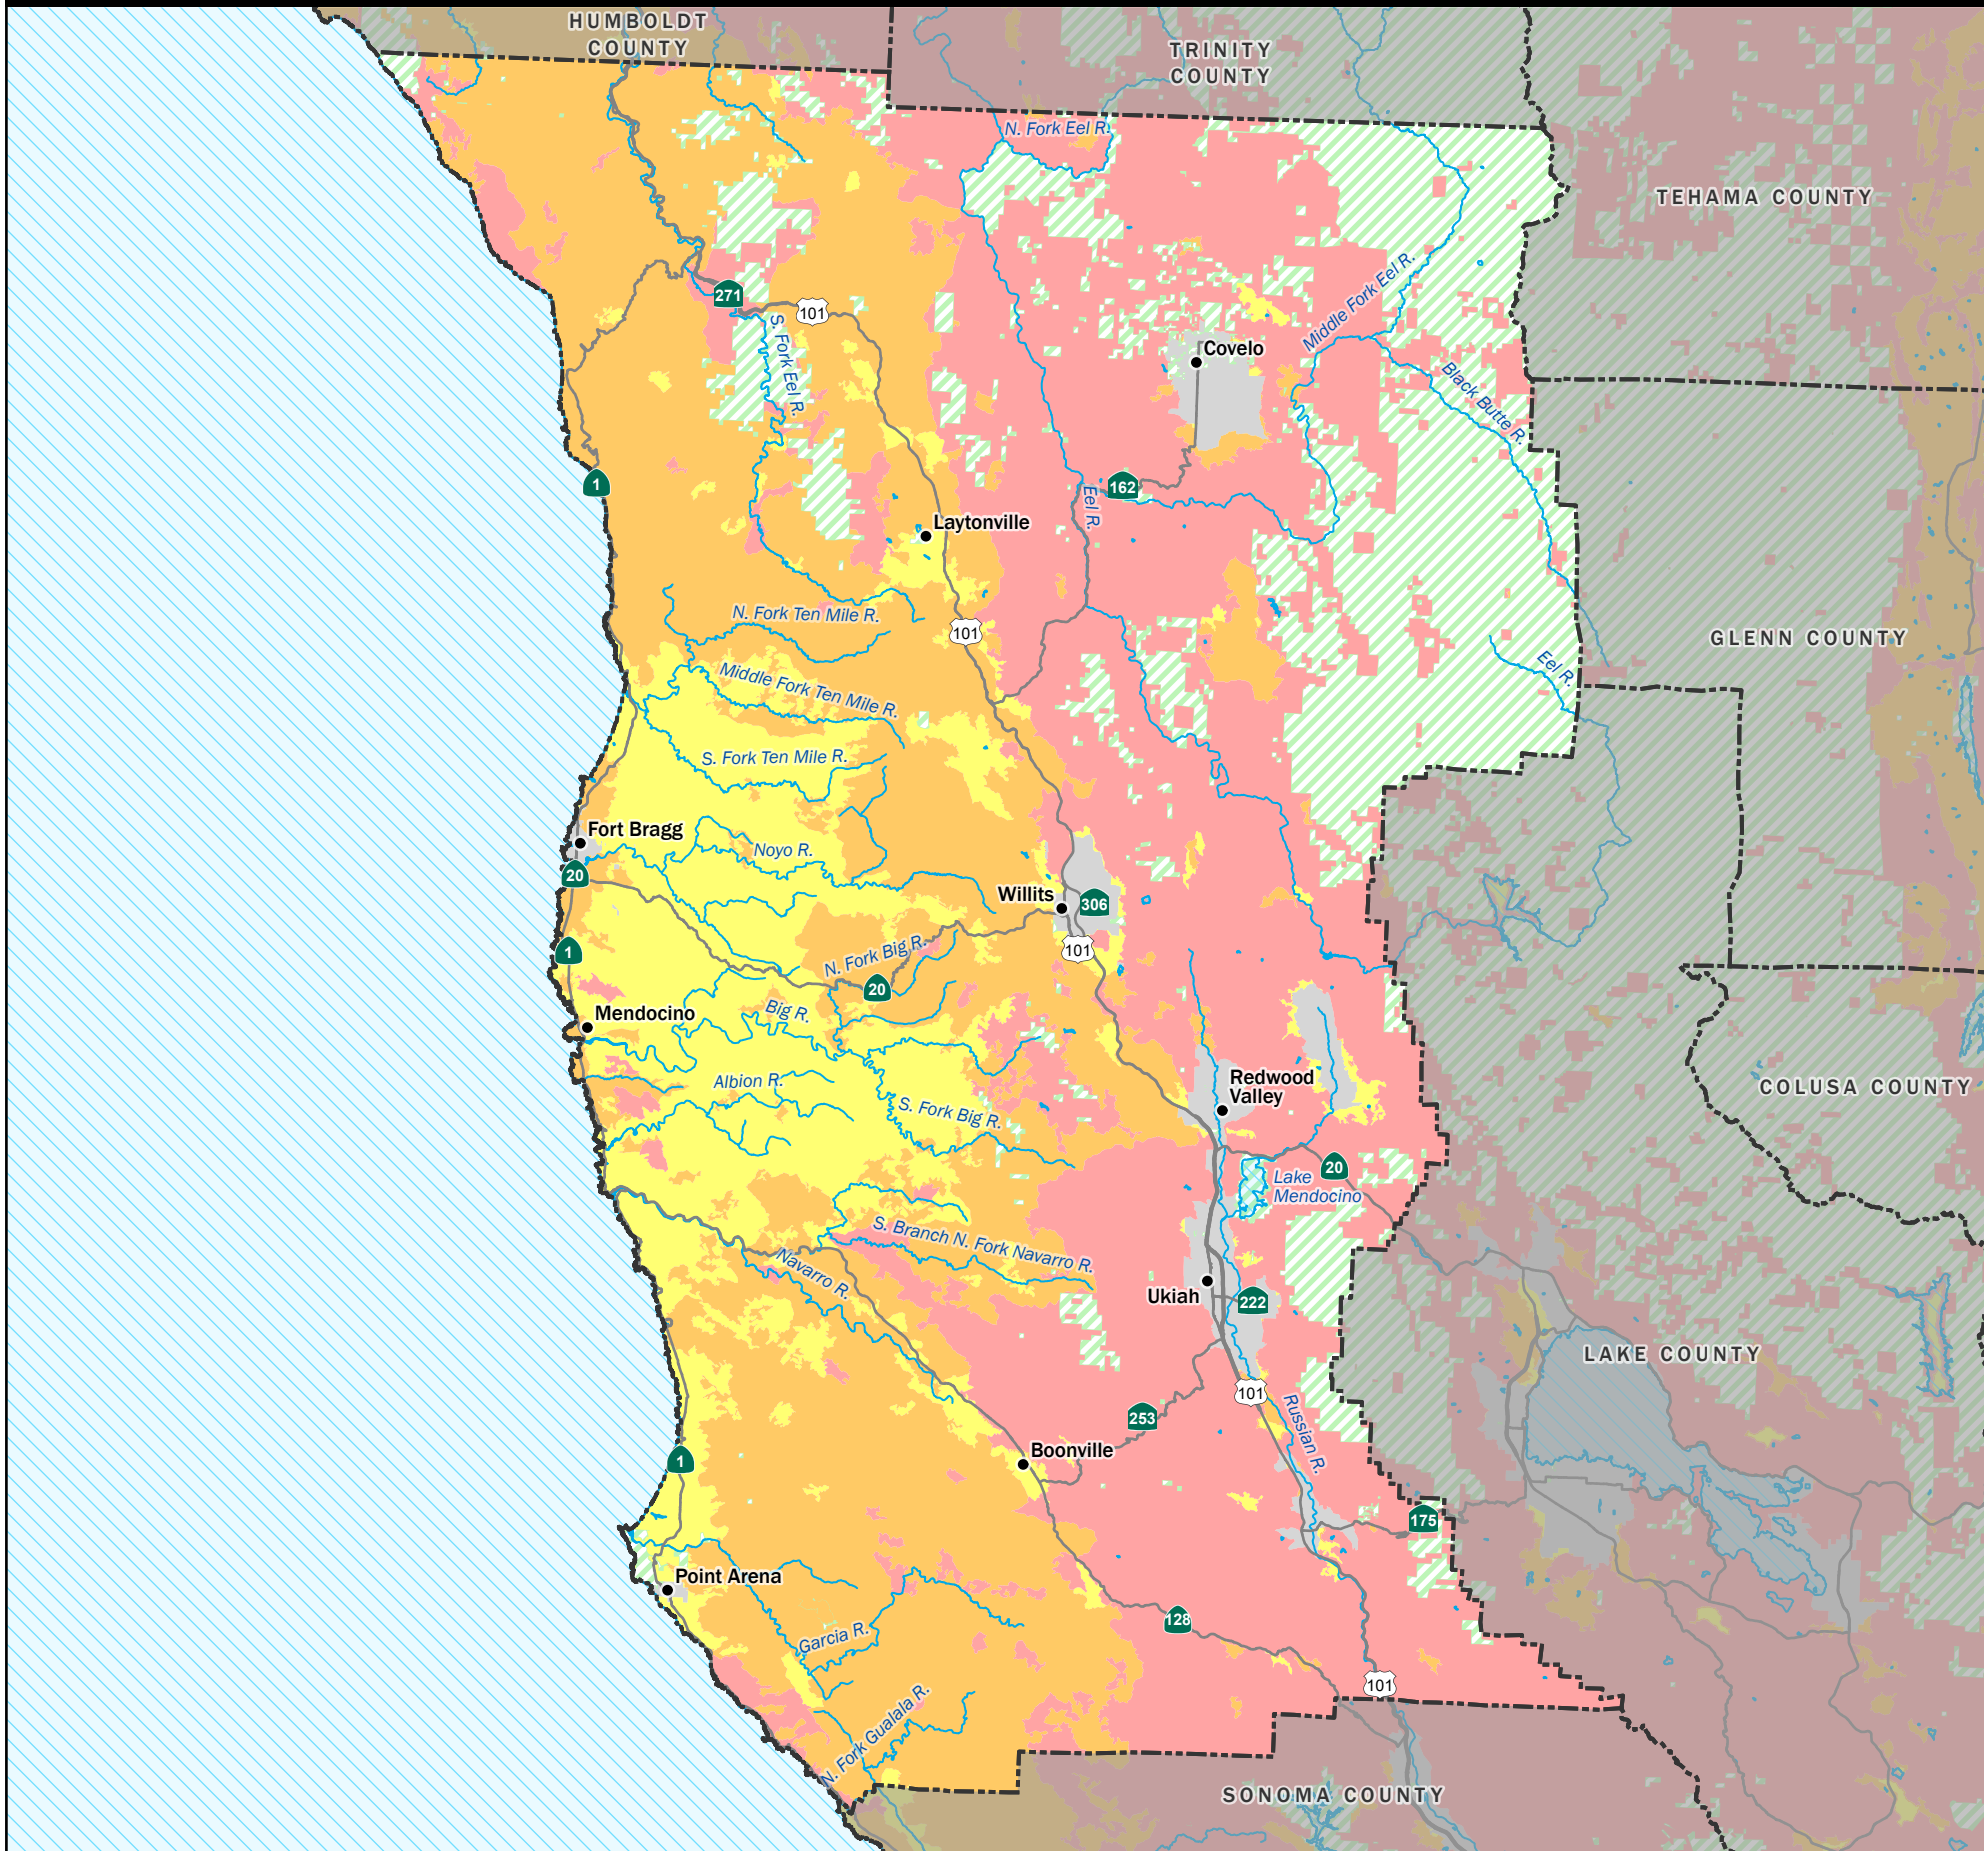 HUMBOLDT
COUNTY
TRINITY
COUNTY
N. Fork Eel R.
TEHAMA COUNTY
271
101
S. Fork Eel R.
Middle Fork Eel R.
Covelo
Black Butte R.
1
162
Eel R.
Laytonville
N. Fork Ten Mile R.
101
GLENN COUNTY
Eel R.
Middle Fork Ten Mile R.
S. Fork Ten Mile R.
Fort Bragg
Noyo R.
20
Willits
306
1
101
N. Fork Big R.
20
Mendocino
Big R.
Redwood
Valley
Albion R.
COLUSA COUNTY
S. Fork Big R.
20
Lake
Mendocino
S. Branch N. Fork Navarro R.
Navarro R.
Ukiah
222
LAKE COUNTY
101
253
Russian R.
Boonville
1
175
Point Arena
128
Garcia R.
101
N. Fork Gualala R.
SONOMA COUNTY